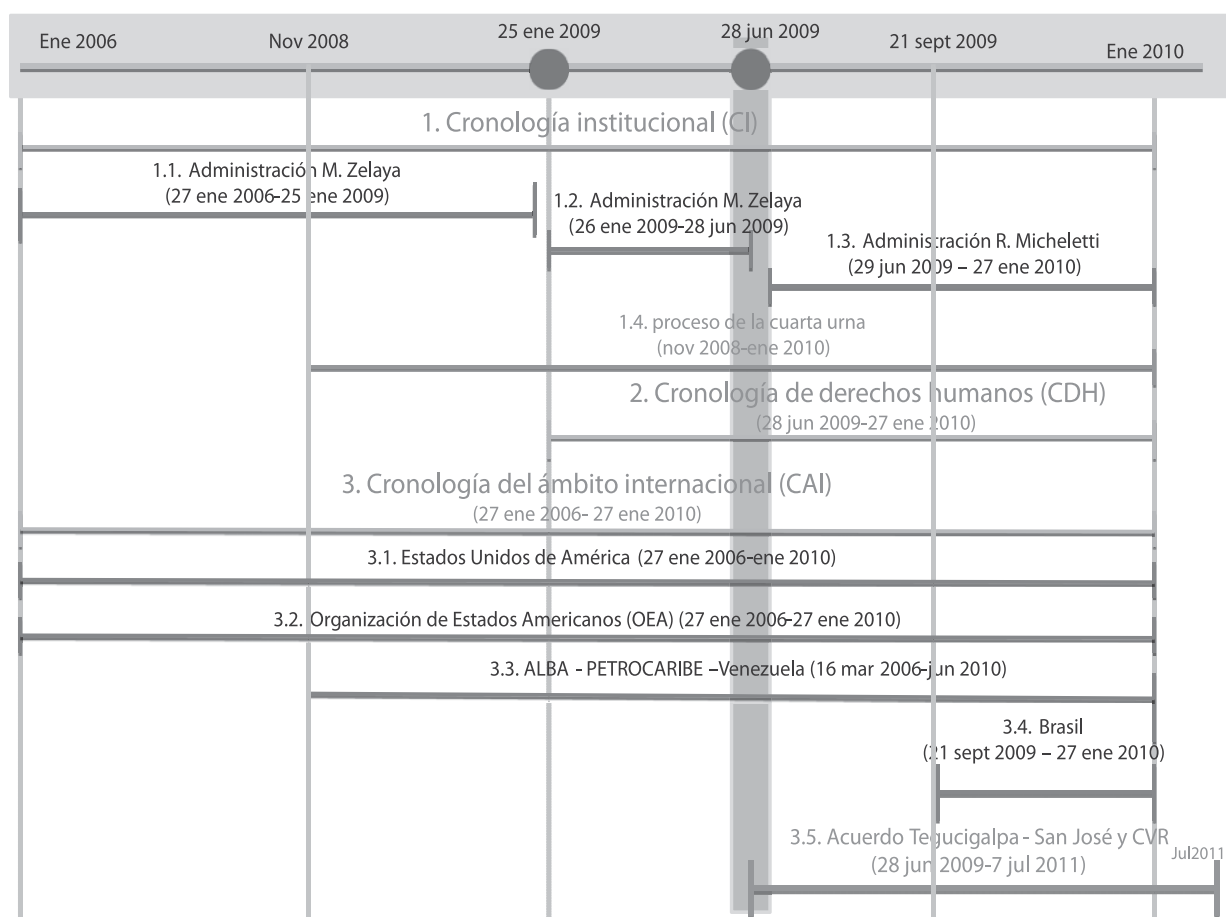 Ene 2006
Nov 2008
25 ene 2009
28 jun 2009
21 sept 2009
Ene 2010
1. Cronología institucional (CI)
1.1. Administración M. Zelaya
(27 ene 2006-25 ene 2009)
1.2. Administración M. Zelaya
(26 ene 2009-28 jun 2009)
1.3. Administración R. Micheletti
(29 jun 2009 – 27 ene 2010)
1.4. proceso de la cuarta urna
(nov 2008-ene 2010)
2. Cronología de derechos humanos (CDH)
(28 jun 2009-27 ene 2010)
3. Cronología del ámbito internacional (CAI)
(27 ene 2006- 27 ene 2010)
3.1. Estados Unidos de América (27 ene 2006-ene 2010)
3.2. Organización de Estados Americanos (OEA) (27 ene 2006-27 ene 2010)
3.3. ALBA - PETROCARIBE –Venezuela (16 mar 2006-jun 2010)
3.4. Brasil
(21 sept 2009 – 27 ene 2010)
3.5. Acuerdo Tegucigalpa - San José y CVR
(28 jun 2009-7 jul 2011)
Jul2011